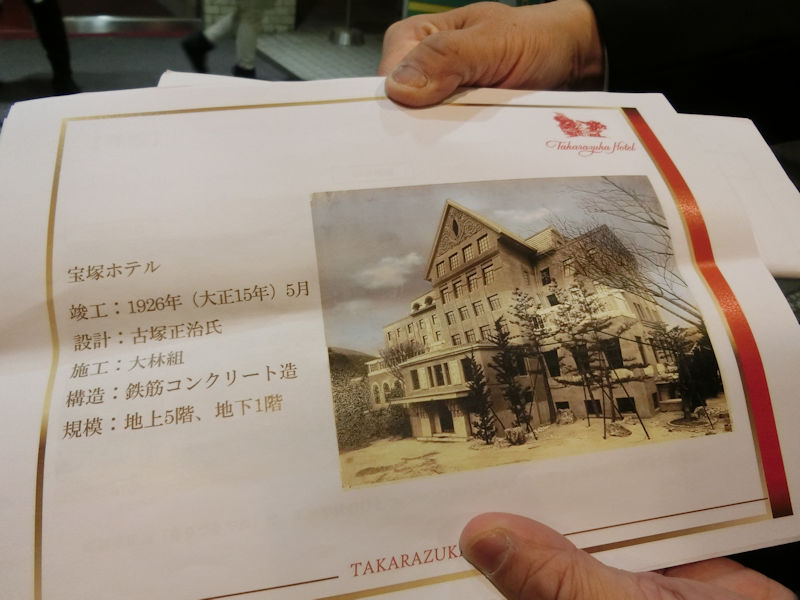 Takarazuka Hotel
宝塚ホテル
竣工：1926年（大正15年）5月
設計：古塚正治氏
施工：大林組
構造：鉄筋コンクリート造
規模：地上5階、地下1階